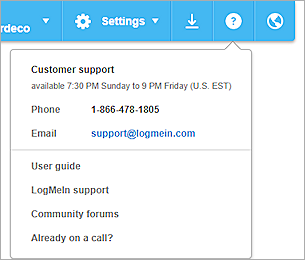 rdeco Settings ?
Customer support
available 7:30 PM Sunday to 9 PM Friday (U.S. EST)
Phone 1-866-478-1805
Email support@logmein.com
User guide
LogMeIn support
Community forums
Already on a call?